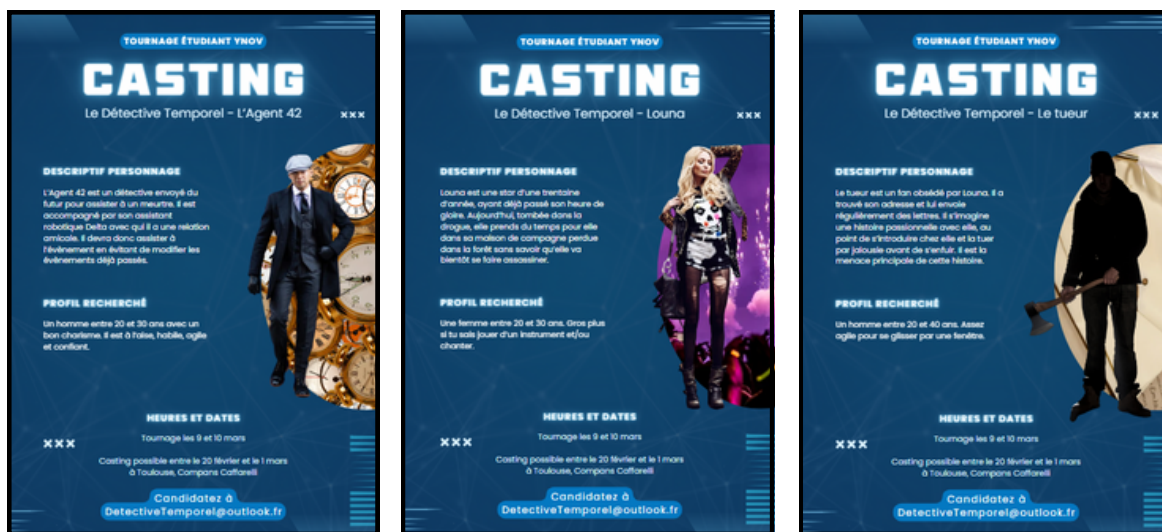 TOURNAGE ÉTUDIANT YNOV
CASTING
Le Détective Temporel - L'Agent 42
×××
DESCRIPTIF PERSONNAGE
L'Agent 42 est un détective envoyé du
futur pour assister à un meurtre. Il est
accompagné par son assistant
robotique Delta avec qui il a une relation
amicale. Il devra donc assister à
l'évènement en évitant de modifier les
évènements déjà passés.
PROFIL RECHERCHÉ
Un homme entre 20 et 30 ans avec un
bon charisme. Il est à l'aise, habile, agile
et confiant.
HEURES ET DATES
×××
Tournage les 9 et 10 mars
Casting possible entre le 20 février et le 1 mars
à Toulouse, Compans Caffarelli
Candidatez à
DetectiveTemporel@outlook.fr
TOURNAGE ÉTUDIANT YNOV
CASTING
Le Détective Temporel - Louna
×××
DESCRIPTIF PERSONNAGE
Louna est une star d'une trentaine
d'année, ayant déjà passé son heure de
gloire. Aujourd'hui, tombée dans la
drogue, elle prends du temps pour elle
dans sa maison de campagne perdue
dans la forêt sans savoir qu'elle va
bientôt se faire assassiner.
PROFIL RECHERCHÉ
Une femme entre 20 et 30 ans. Gros plus
si tu sais jouer d'un instrument et/ou
chanter.
HEURES ET DATES
×××
Tournage les 9 et 10 mars
Casting possible entre le 20 février et le 1 mars
à Toulouse, Compans Caffarelli
Candidatez à
DetectiveTemporel@outlook.fr
TOURNAGE ÉTUDIANT YNOV
CASTING
Le Détective Temporel - Le tueur
×××
DESCRIPTIF PERSONNAGE
Le tueur est un fan obsédé par Louna. Il a
trouvé son adresse et lui envoie
régulièrement des lettres. Il s'imagine
une histoire passionnelle avec elle, au
point de s'introduire chez elle et la tuer
par jalousie avant de s'enfuir. Il est la
menace principale de cette histoire.
PROFIL RECHERCHÉ
Un homme entre 20 et 40 ans. Assez
agile pour se glisser par une fenêtre.
HEURES ET DATES
×××
Tournage les 9 et 10 mars
Casting possible entre le 20 février et le 1 mars
à Toulouse, Compans Caffarelli
Candidatez à
DetectiveTemporel@outlook.fr